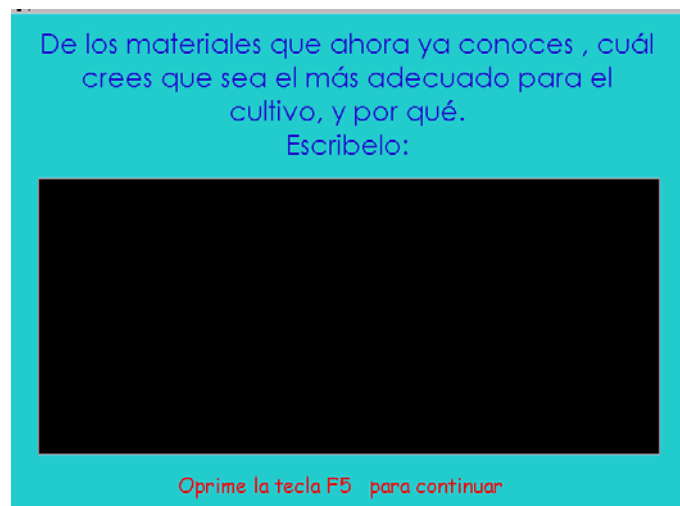 De los materiales que ahora ya conoces , cuál
crees que sea el más adecuado para el
cultivo, y por qué.
Escribelo:
Oprime la tecla F5 para continuar